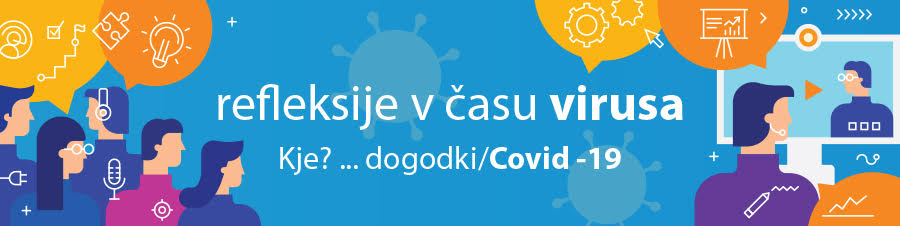 refleksije v času virusa
Kje? ... dogodki/Covid -19